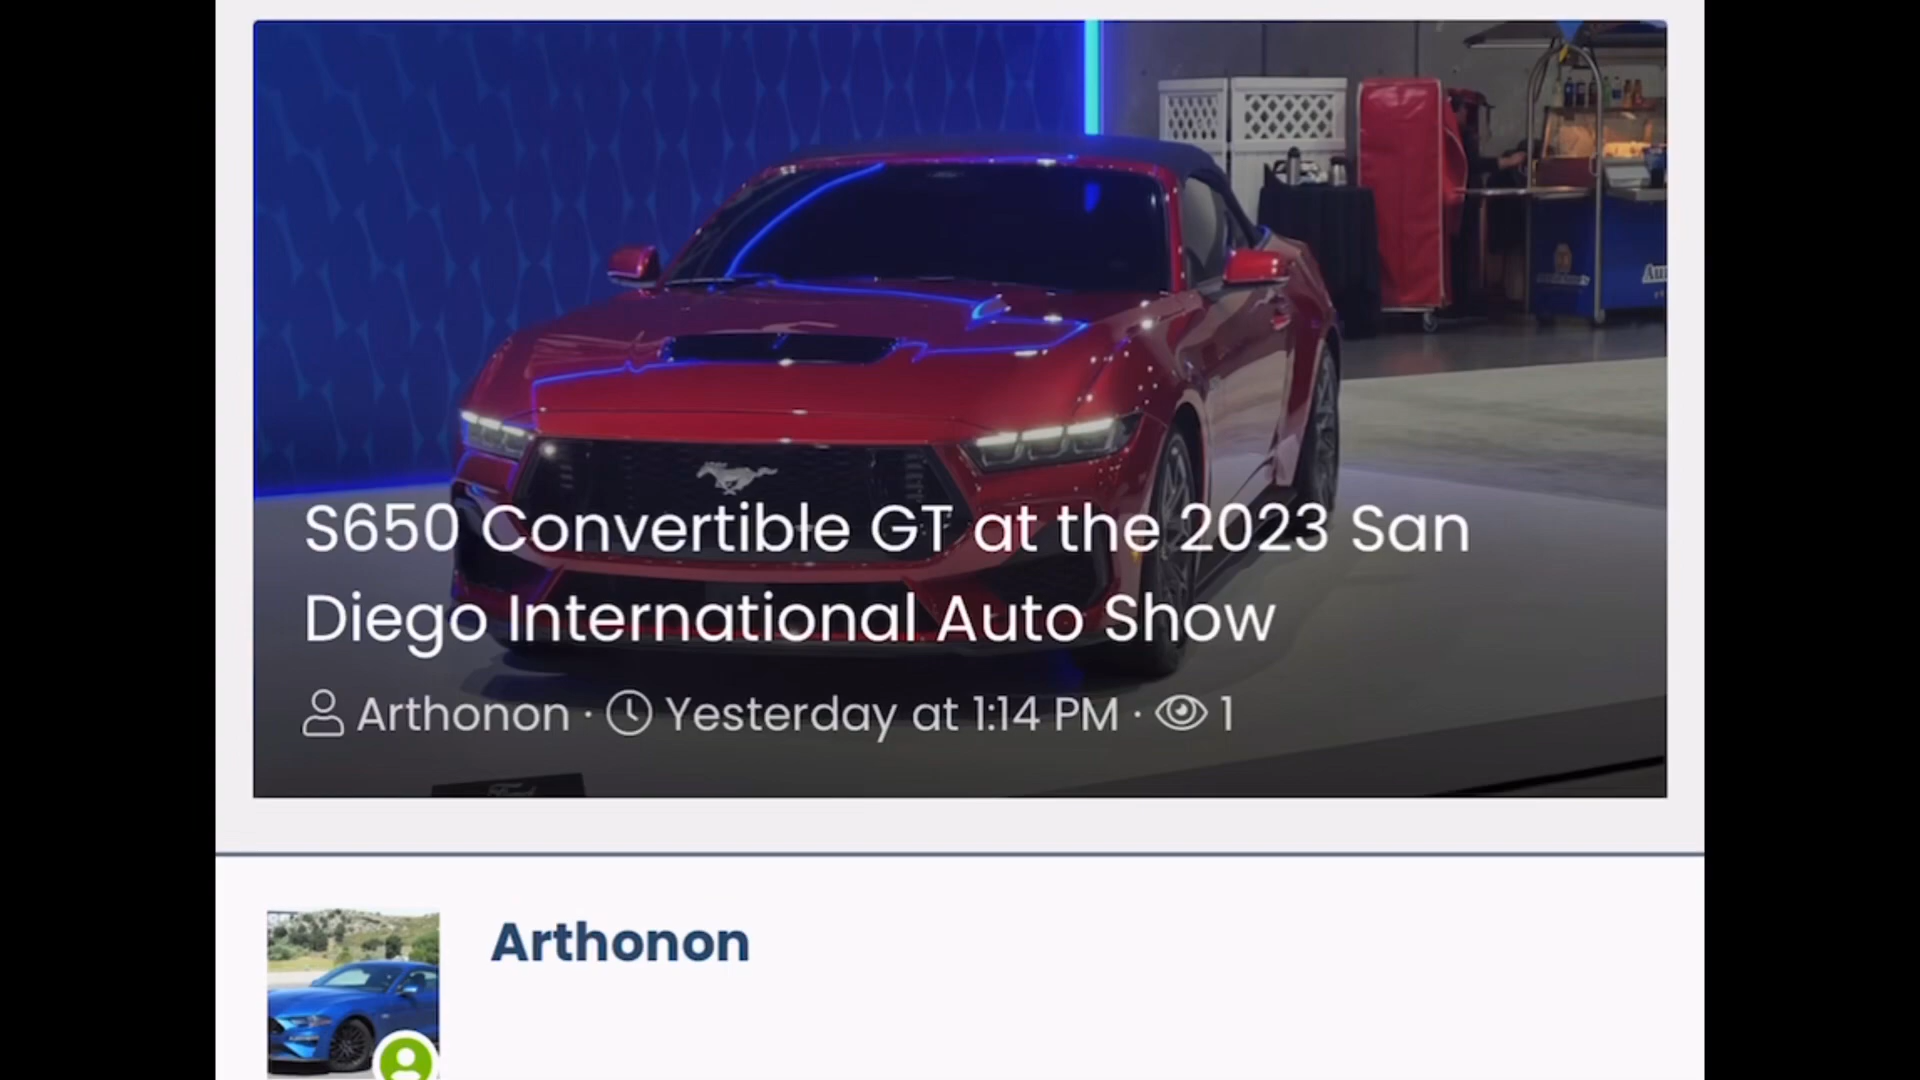 S650 Convertible GT at the 2023 San
Diego International Auto Show
Arthonon · Yesterday at 1:14 PM · 1
Arthonon